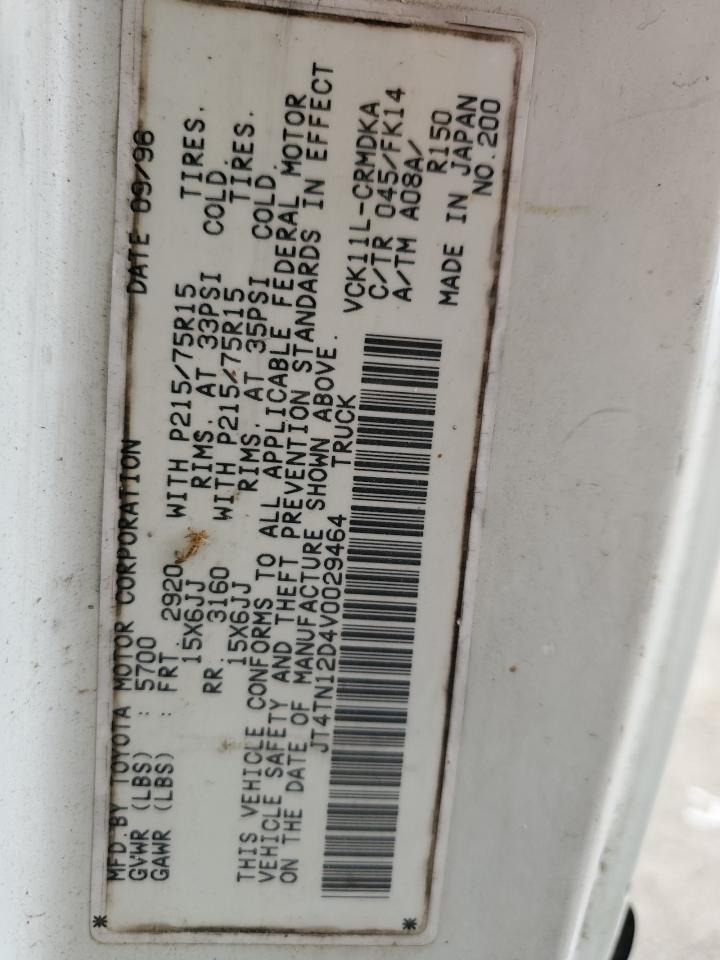 MFD.BY TOYOTA MOTOR CORPORATION DATE 09/96
GVWR (LBS) : 5700
GAWR (LBS) : FRT 2920 WITH P215/75R15 TIRES.
15X6JJ RIMS, AT 33PSI COLD.
RR. 3160 WITH P215/75R15 TIRES.
15X6JJ RIMS, AT 35PSI COLD.
THIS VEHICLE CONFORMS TO ALL APPLICABLE FEDERAL MOTOR
VEHICLE SAFETY AND THEFT PREVENTION STANDARDS IN EFFECT
ON THE DATE OF MANUFACTURE SHOWN ABOVE.
JT4TN12D4V0029464 TRUCK
VCK11L-CRMDKA
C/TR 045/FK14
A/TM A08A/
R150
MADE IN JAPAN
NO.200
* *